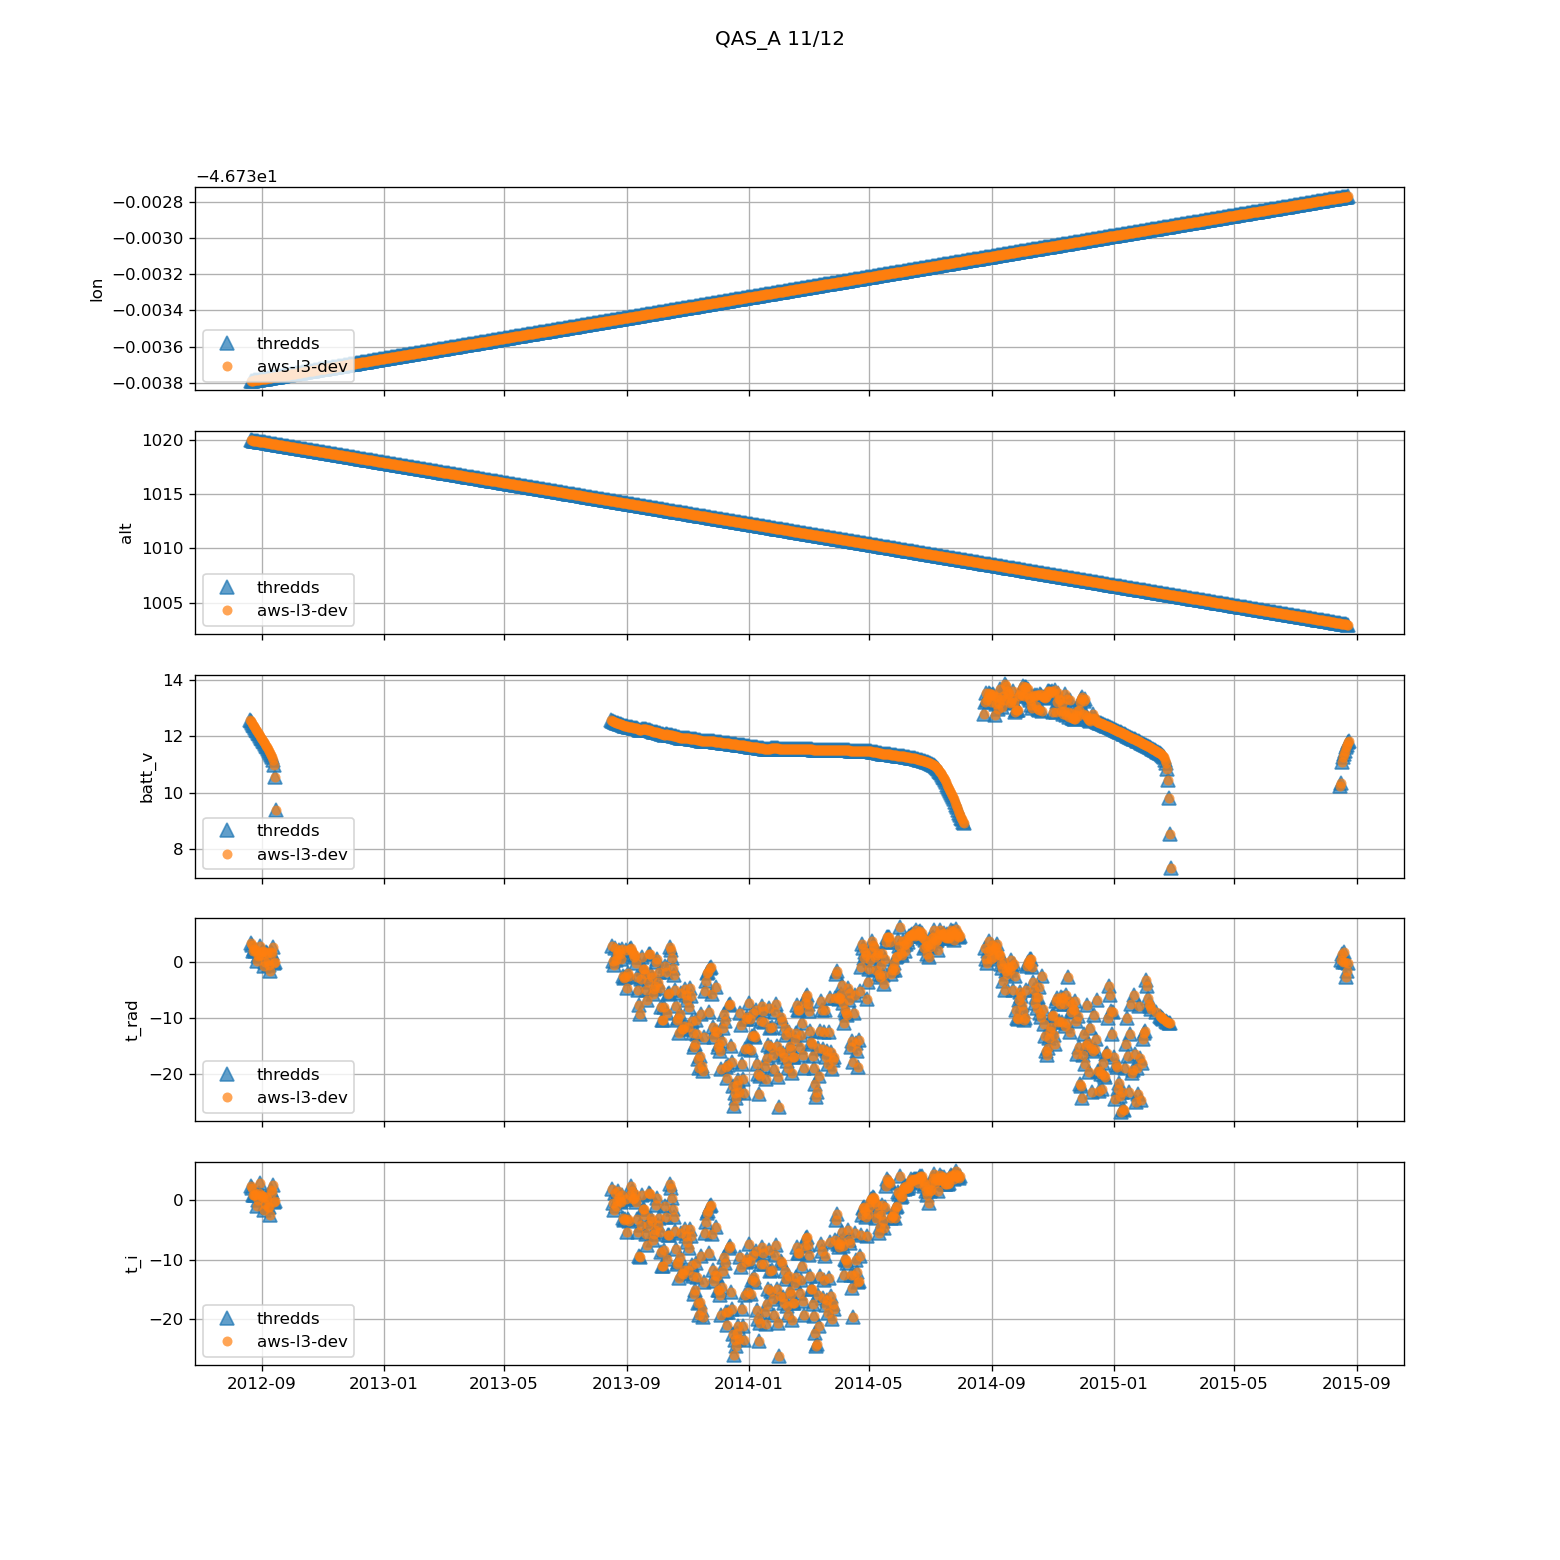 QAS_A 11/12
−4.673e1
−0.0028
−0.0030
−0.0032
−0.0034
−0.0036
−0.0038
lon
thredds
aws-l3-dev
1020
1015
1010
1005
alt
thredds
aws-l3-dev
14
12
10
8
batt_v
thredds
aws-l3-dev
0
−10
−20
t_rad
thredds
aws-l3-dev
0
−10
−20
t_i
thredds
aws-l3-dev
2012-09 2013-01 2013-05 2013-09 2014-01 2014-05 2014-09 2015-01 2015-05 2015-09